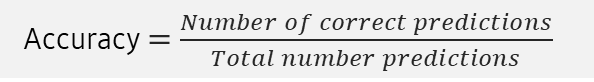 Accuracy = Number of correct predictions
Total number predictions